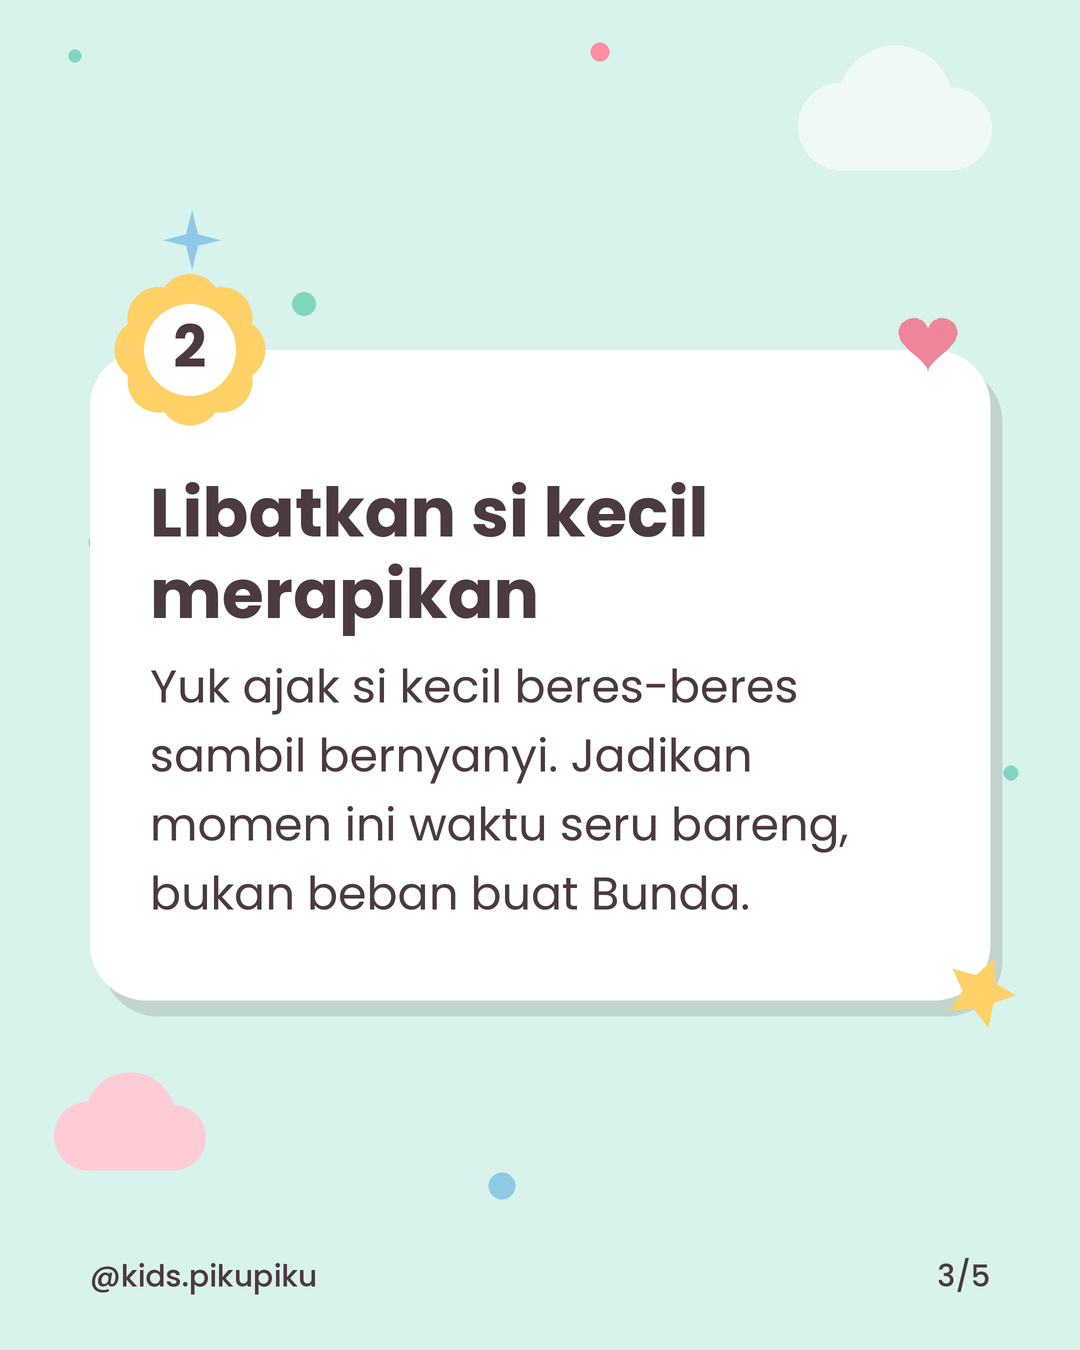 2
Libatkan si kecil
merapikan
Yuk ajak si kecil beres-beres
sambil bernyanyi. Jadikan
momen ini waktu seru bareng,
bukan beban buat Bunda.
@kids.pikupiku
3/5